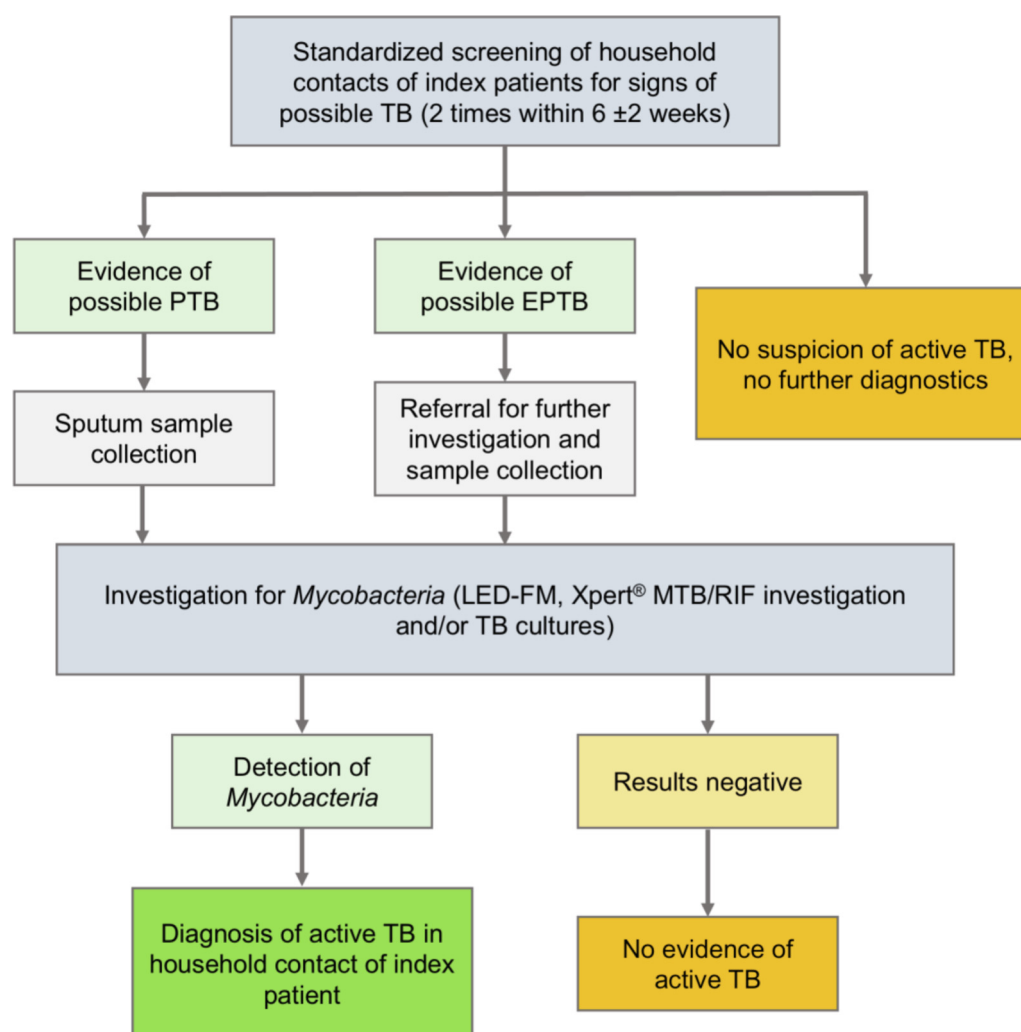 Standardized screening of household
contacts of index patients for signs of
possible TB (2 times within 6 ±2 weeks)
Evidence of
possible PTB
Evidence of
possible EPTB
No suspicion of active TB,
no further diagnostics
Sputum sample
collection
Referral for further
investigation and
sample collection
Investigation for Mycobacteria (LED-FM, Xpert® MTB/RIF investigation
and/or TB cultures)
Detection of
Mycobacteria
Results negative
Diagnosis of active TB in
household contact of index
patient
No evidence of
active TB